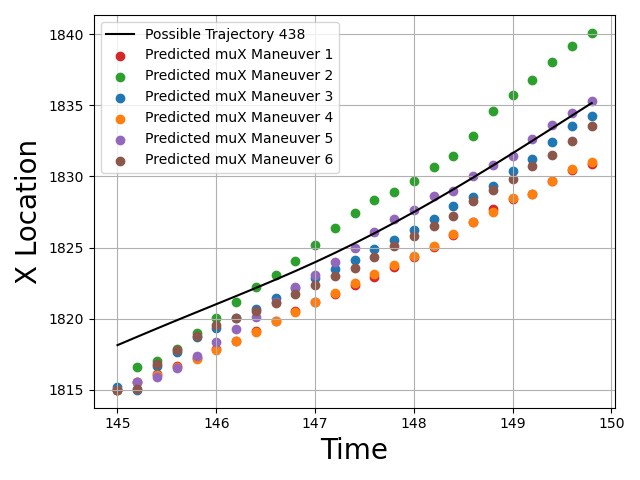 1840
1835
1830
1825
1820
1815
X Location
Possible Trajectory 438
Predicted muX Maneuver 1
Predicted muX Maneuver 2
Predicted muX Maneuver 3
Predicted muX Maneuver 4
Predicted muX Maneuver 5
Predicted muX Maneuver 6
145 146 147 148 149 150
Time